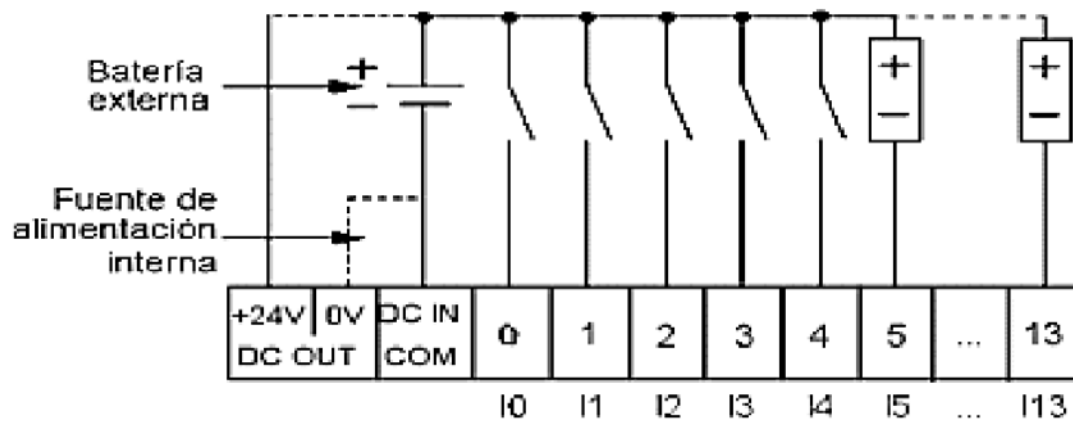 Batería
externa
+
−
+
−
+
−
Fuente de
alimentación
interna
+24V 0V
DC OUT
DC IN
COM
0 1 2 3 4 5 ... 13
I0 I1 I2 I3 I4 I5 ... I13